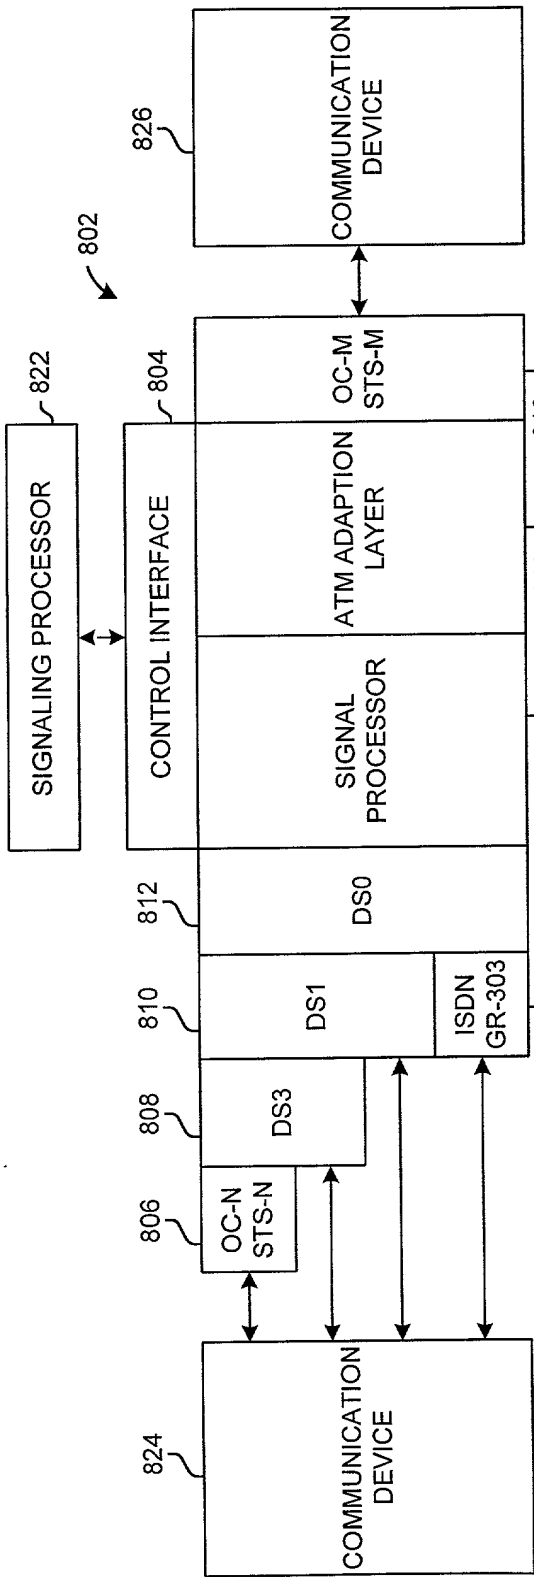 802
SIGNALING PROCESSOR
822
CONTROL INTERFACE
804
806
808
810
812
826
824
COMMUNICATION
DEVICE
OC-N
STS-N
DS3
DS1
ISDN
GR-303
DS0
SIGNAL
PROCESSOR
ATM ADAPTION
LAYER
OC-M
STS-M
COMMUNICATION
DEVICE